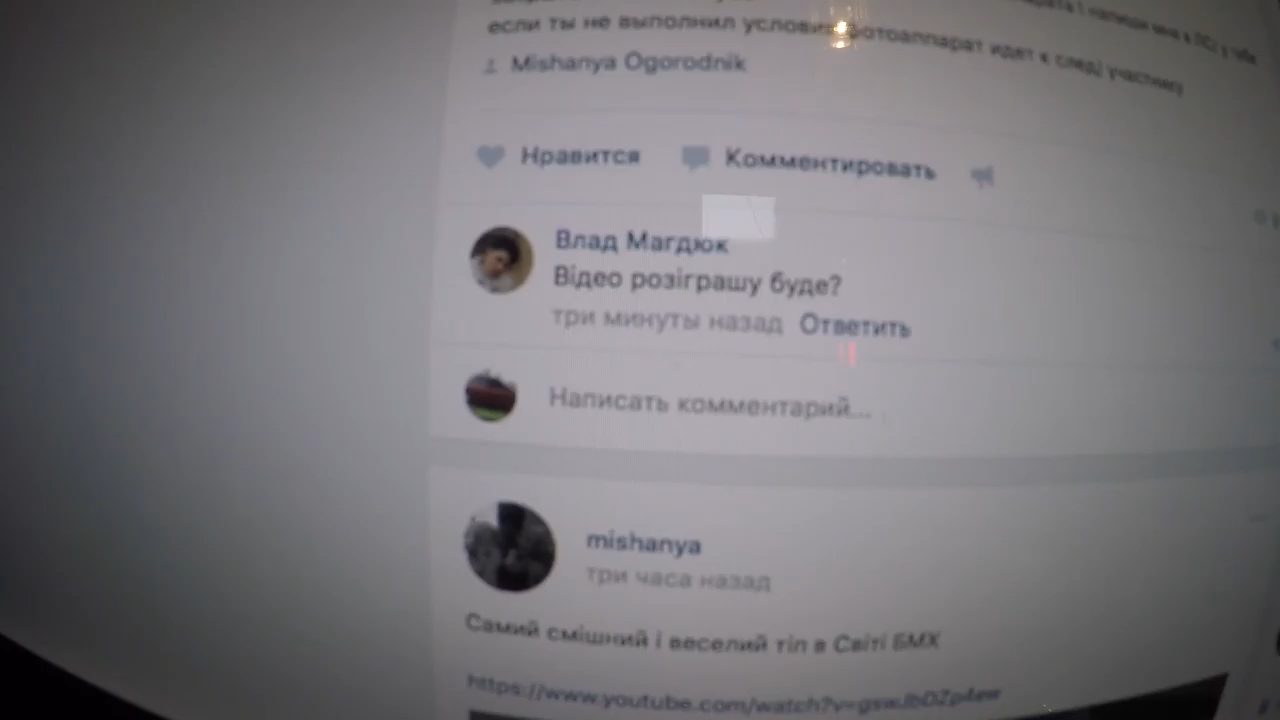 если ты не выполнил условия фотоаппарат идет к след) участнику
Mishanya Ogorodnik
Нравится Комментировать
Влад Магдюк
Відео розіграшу буде?
три минуты назад Ответить
Написать комментарий...
mishanya
три часа назад
Самий смішний і веселий тіп в Світі БМХ
https://www.youtube.com/watch?v=